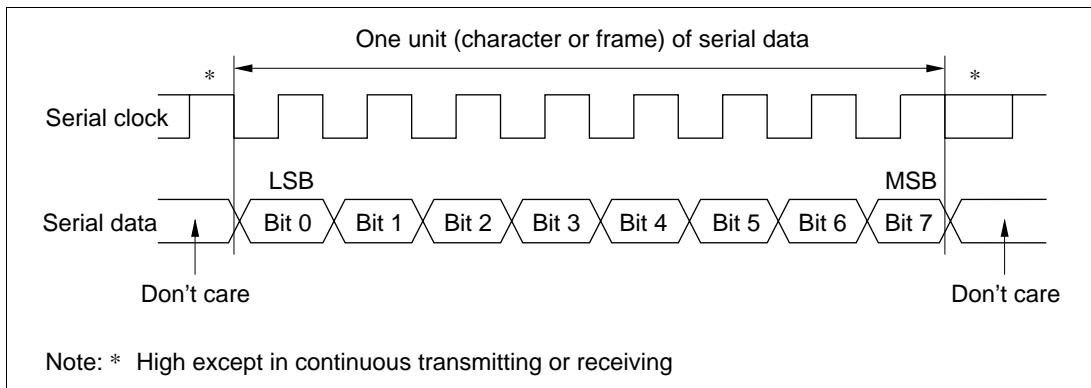 One unit (character or frame) of serial data
* *
Serial clock
LSB MSB
Serial data Bit 0 Bit 1 Bit 2 Bit 3 Bit 4 Bit 5 Bit 6 Bit 7
Don’t care Don’t care
Note: * High except in continuous transmitting or receiving